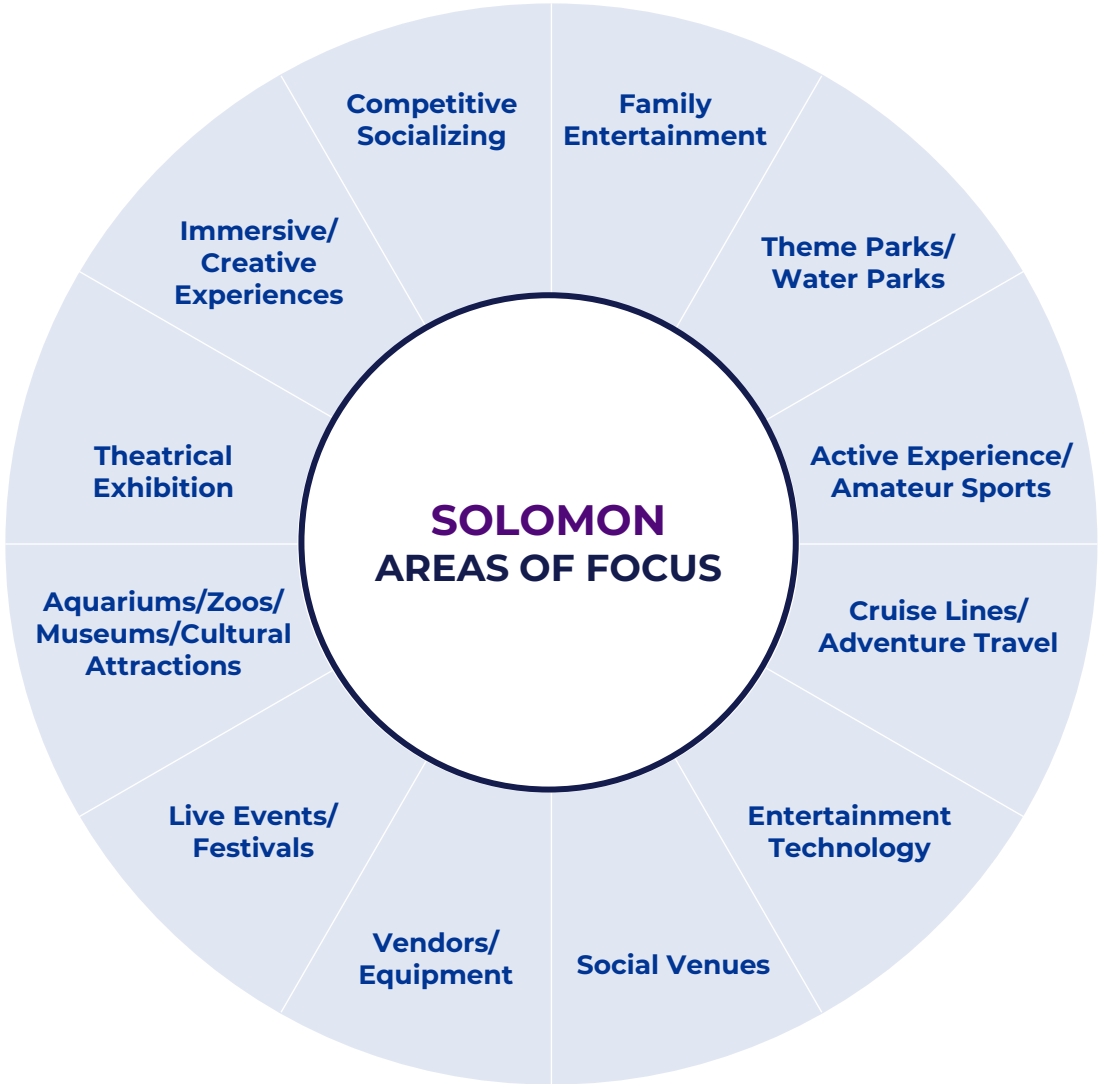 Competitive
Socializing
Family
Entertainment
Theme Parks/
Water Parks
Active Experience/
Amateur Sports
Cruise Lines/
Adventure Travel
Entertainment
Technology
Social Venues
Vendors/
Equipment
Live Events/
Festivals
Aquariums/Zoos/
Museums/Cultural
Attractions
Theatrical
Exhibition
Immersive/
Creative
Experiences
SOLOMON
AREAS OF FOCUS